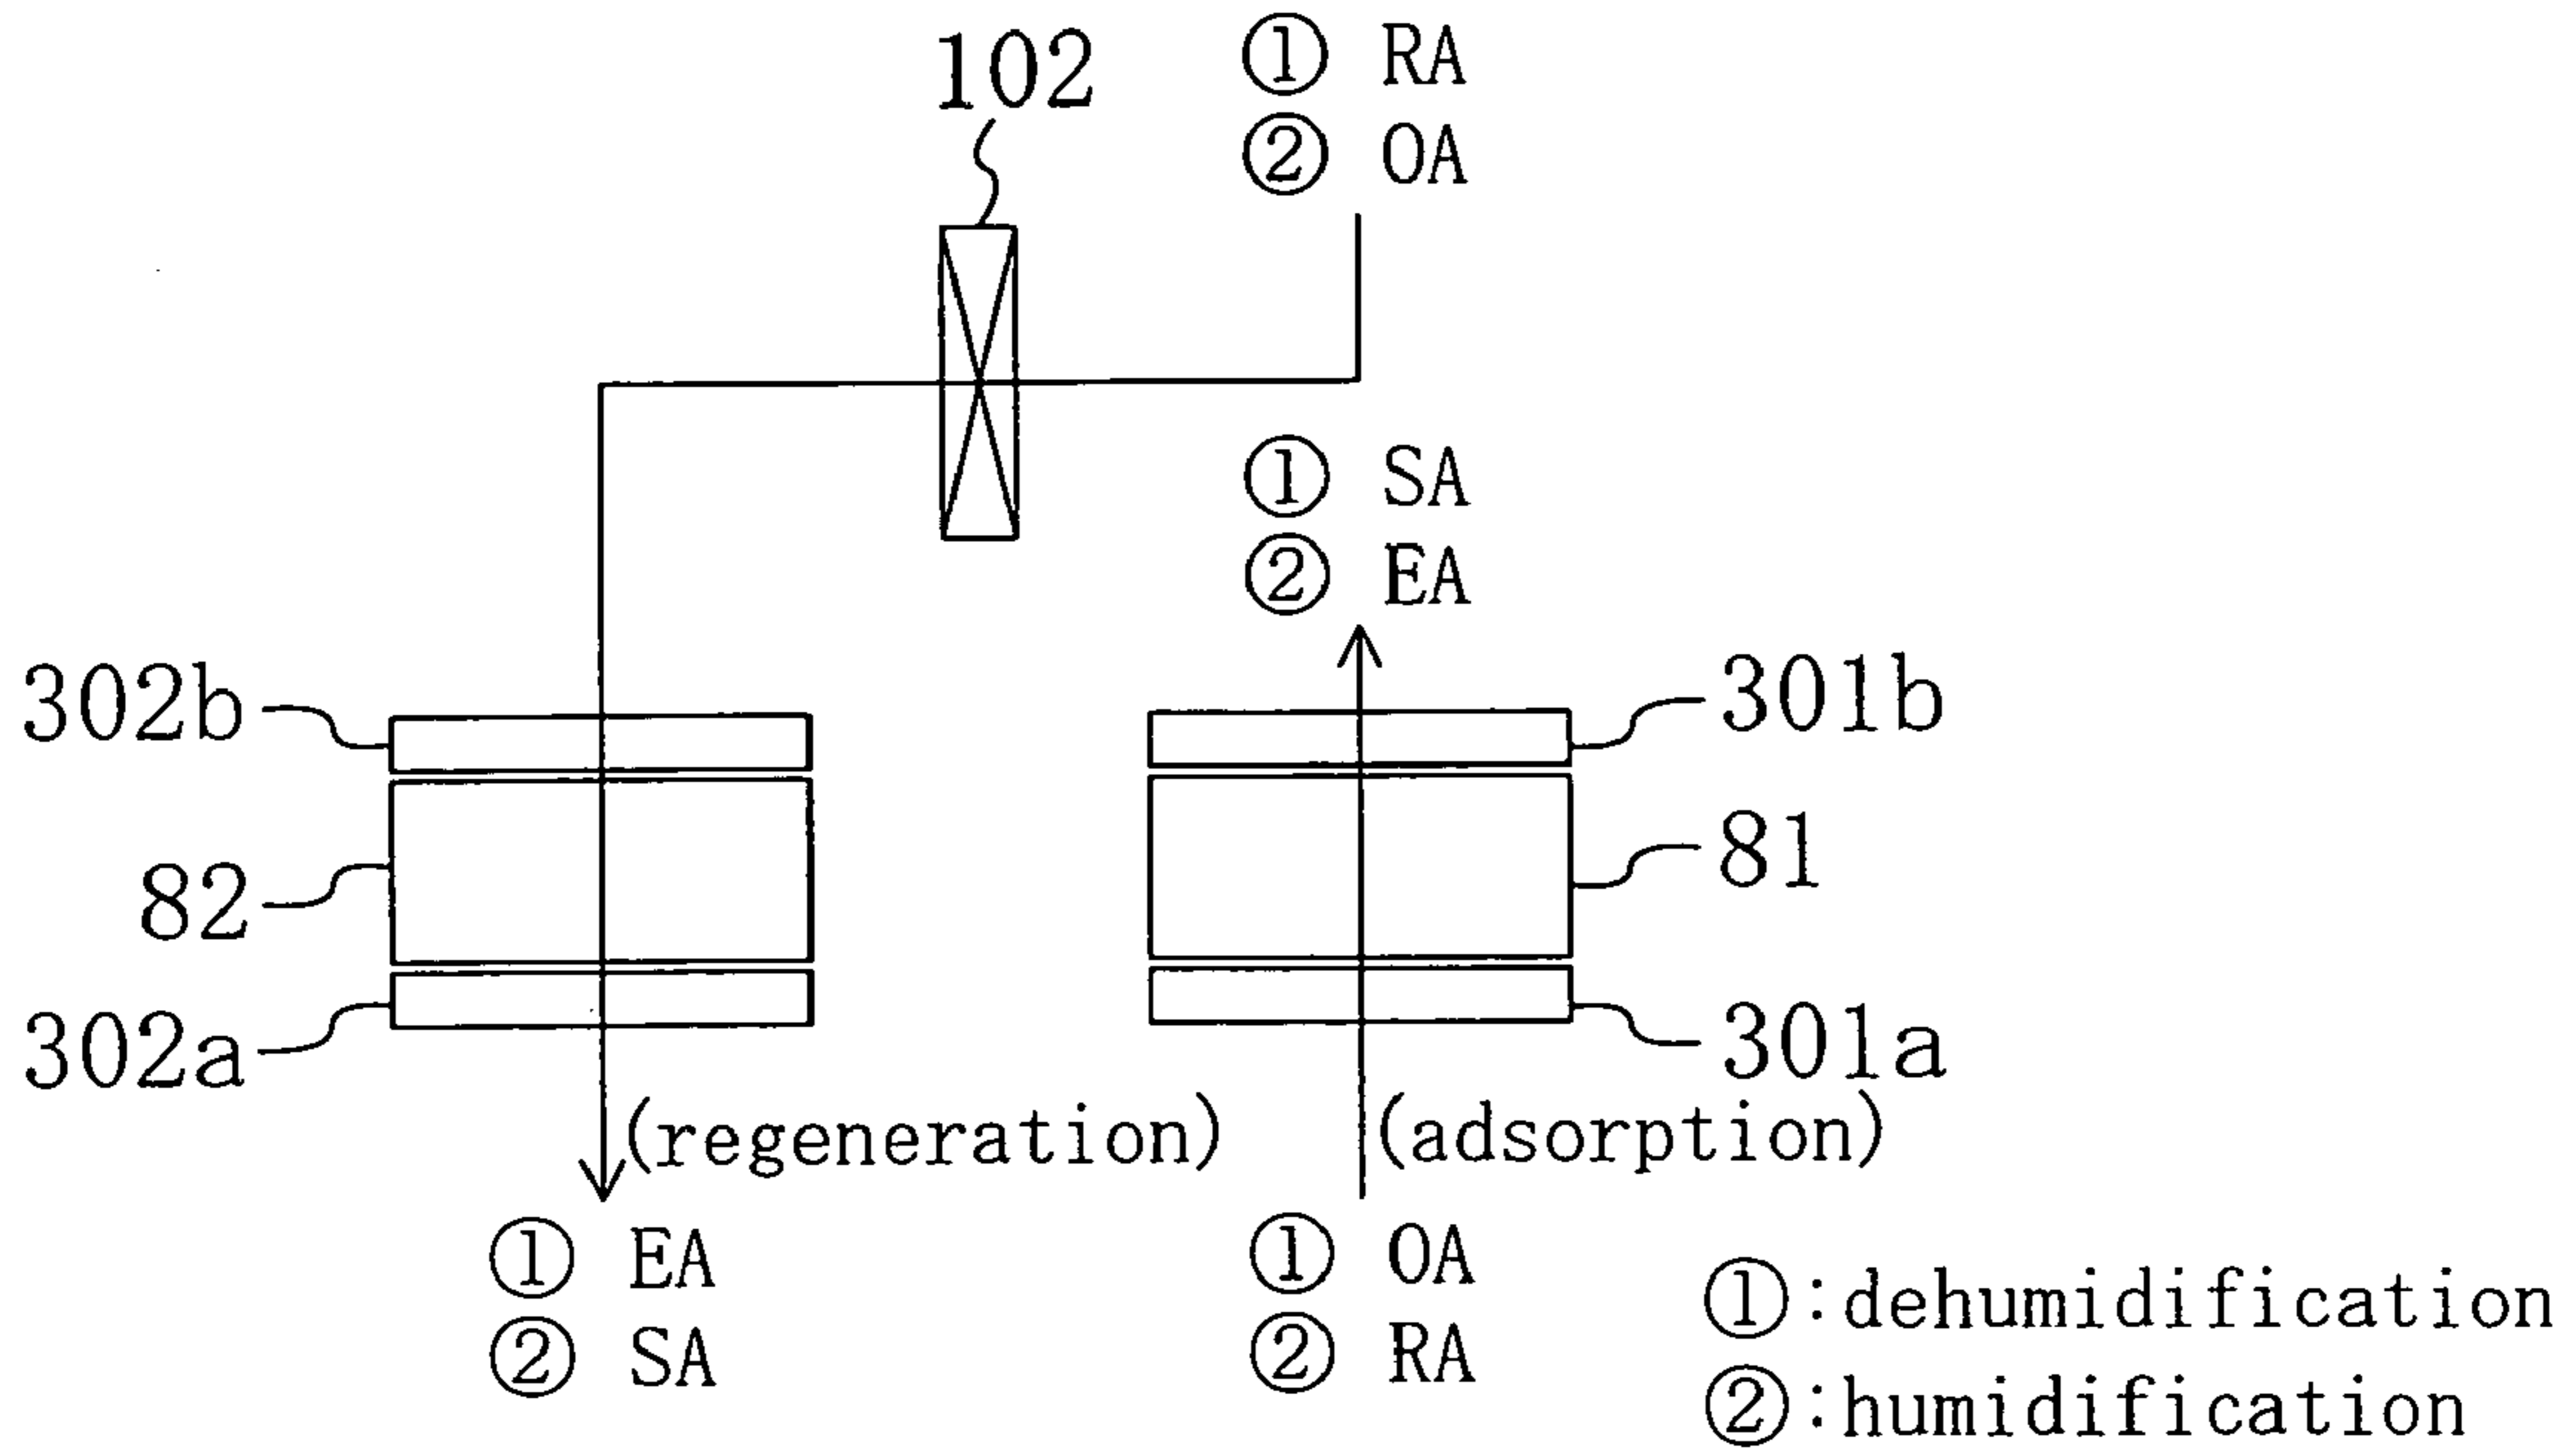 102
① RA
② OA
① SA
② EA
302b
301b
82
81
302a
301a
(regeneration)
(adsorption)
① EA
② SA
① OA
② RA
①:dehumidification
②:humidification